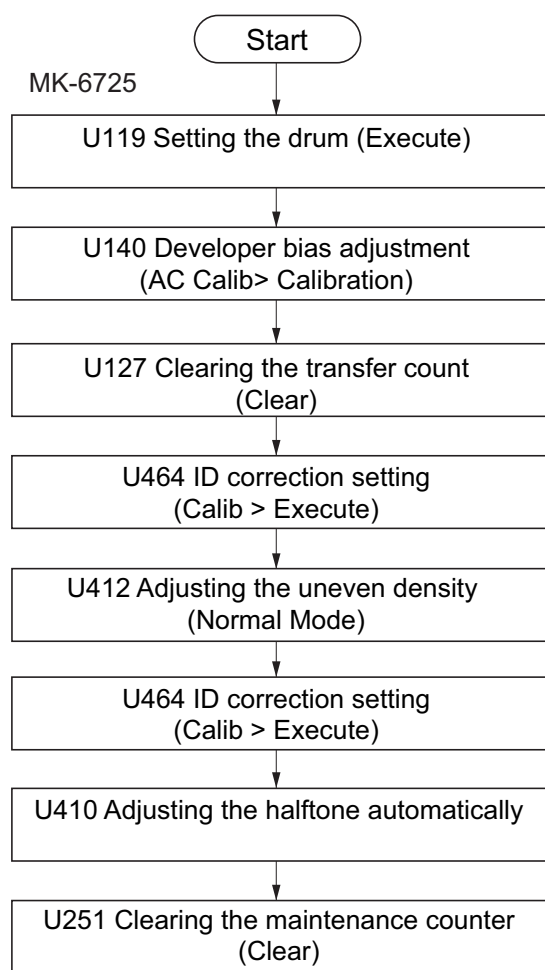 Start
MK-6725
U119 Setting the drum (Execute)
U140 Developer bias adjustment
(AC Calib> Calibration)
U127 Clearing the transfer count
(Clear)
U464 ID correction setting
(Calib > Execute)
U412 Adjusting the uneven density
(Normal Mode)
U464 ID correction setting
(Calib > Execute)
U410 Adjusting the halftone automatically
U251 Clearing the maintenance counter
(Clear)